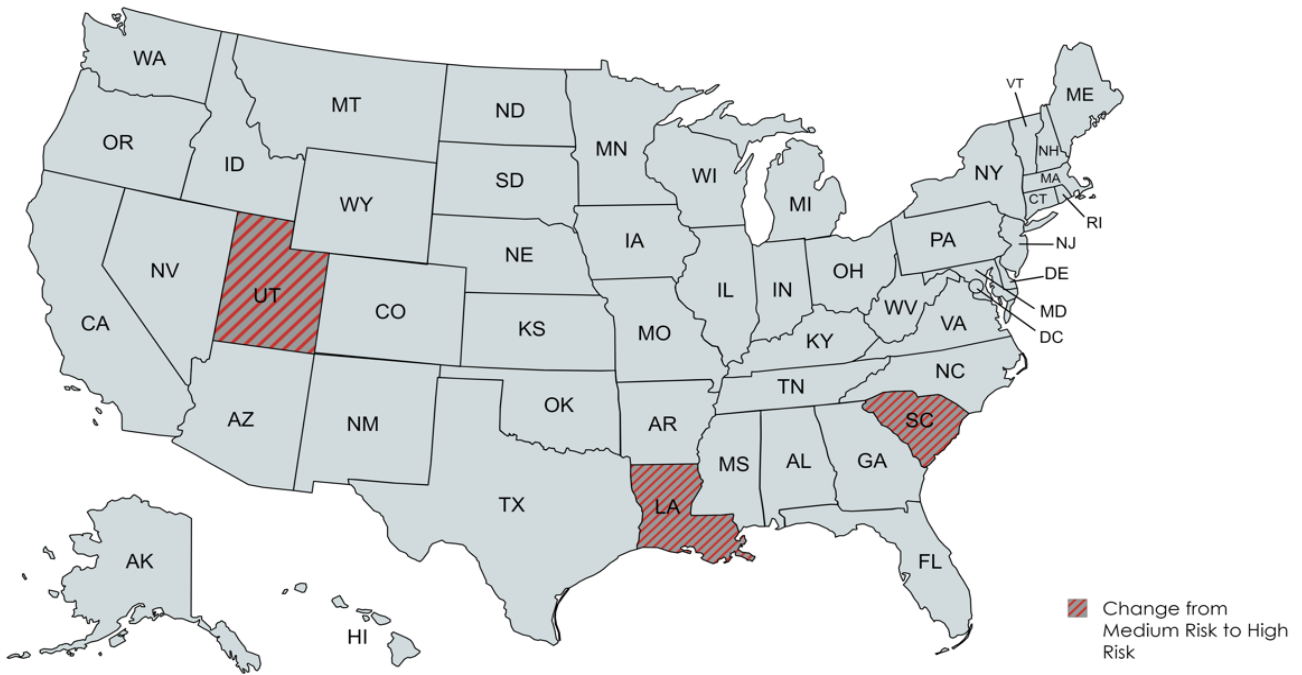 WA
MT
ND
MN
VT
ME
OR
ID
SD
WI
NH
NY
MA
WY
MI
CT
RI
IA
PA
NJ
NE
NV
UT
OH
DE
IL
IN
CO
WV
MD
CA
KS
MO
VA
DC
KY
NC
TN
OK
AZ
NM
AR
SC
MS
AL
GA
TX
LA
AK
FL
HI
Change from
Medium Risk to High
Risk